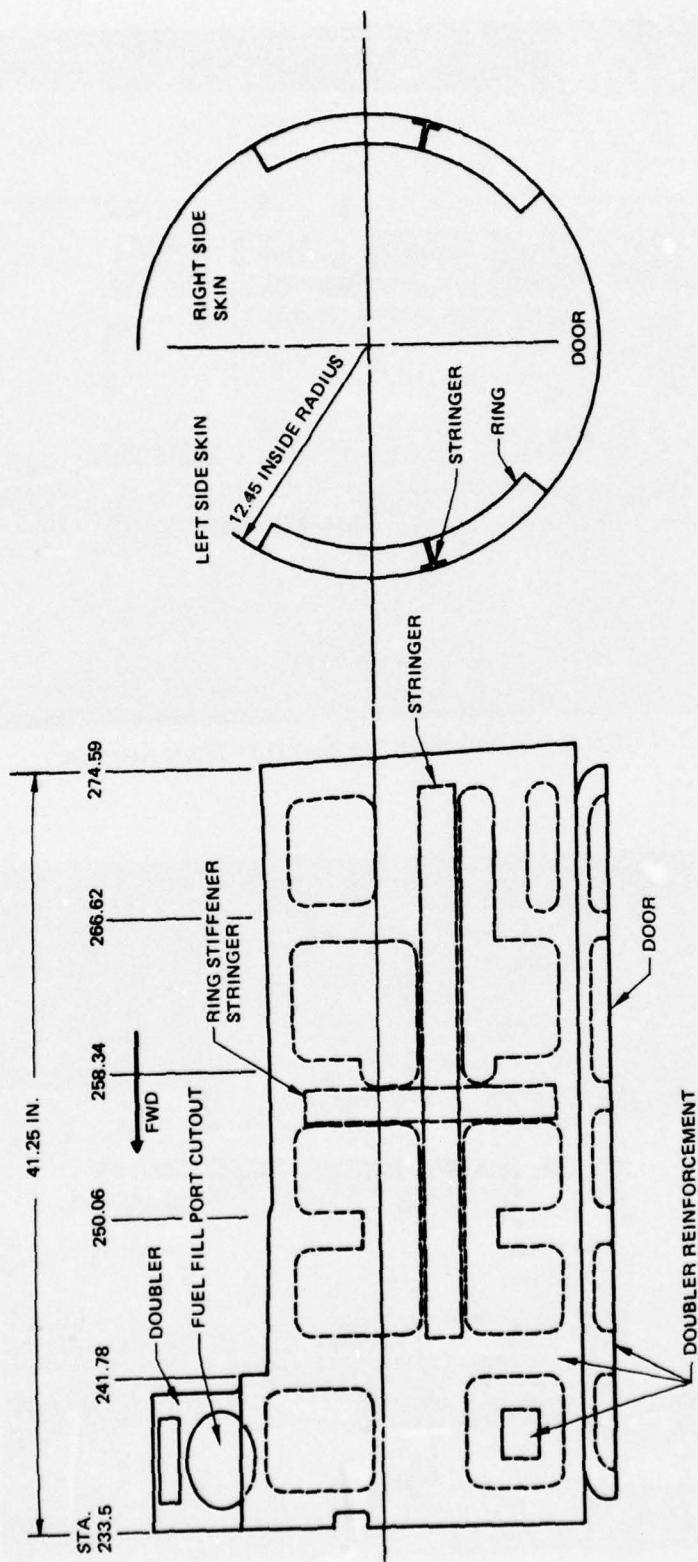 41.25 IN.
STA.
233.5
241.78
250.06
258.34
266.62
274.59
DOUBLER
FUEL FILL PORT CUTOUT
FWD
RING STIFFENER
STRINGER
STRINGER
DOOR
DOUBLER REINFORCEMENT
LEFT SIDE SKIN
RIGHT SIDE
SKIN
12.45 INSIDE RADIUS
STRINGER
RING
DOOR